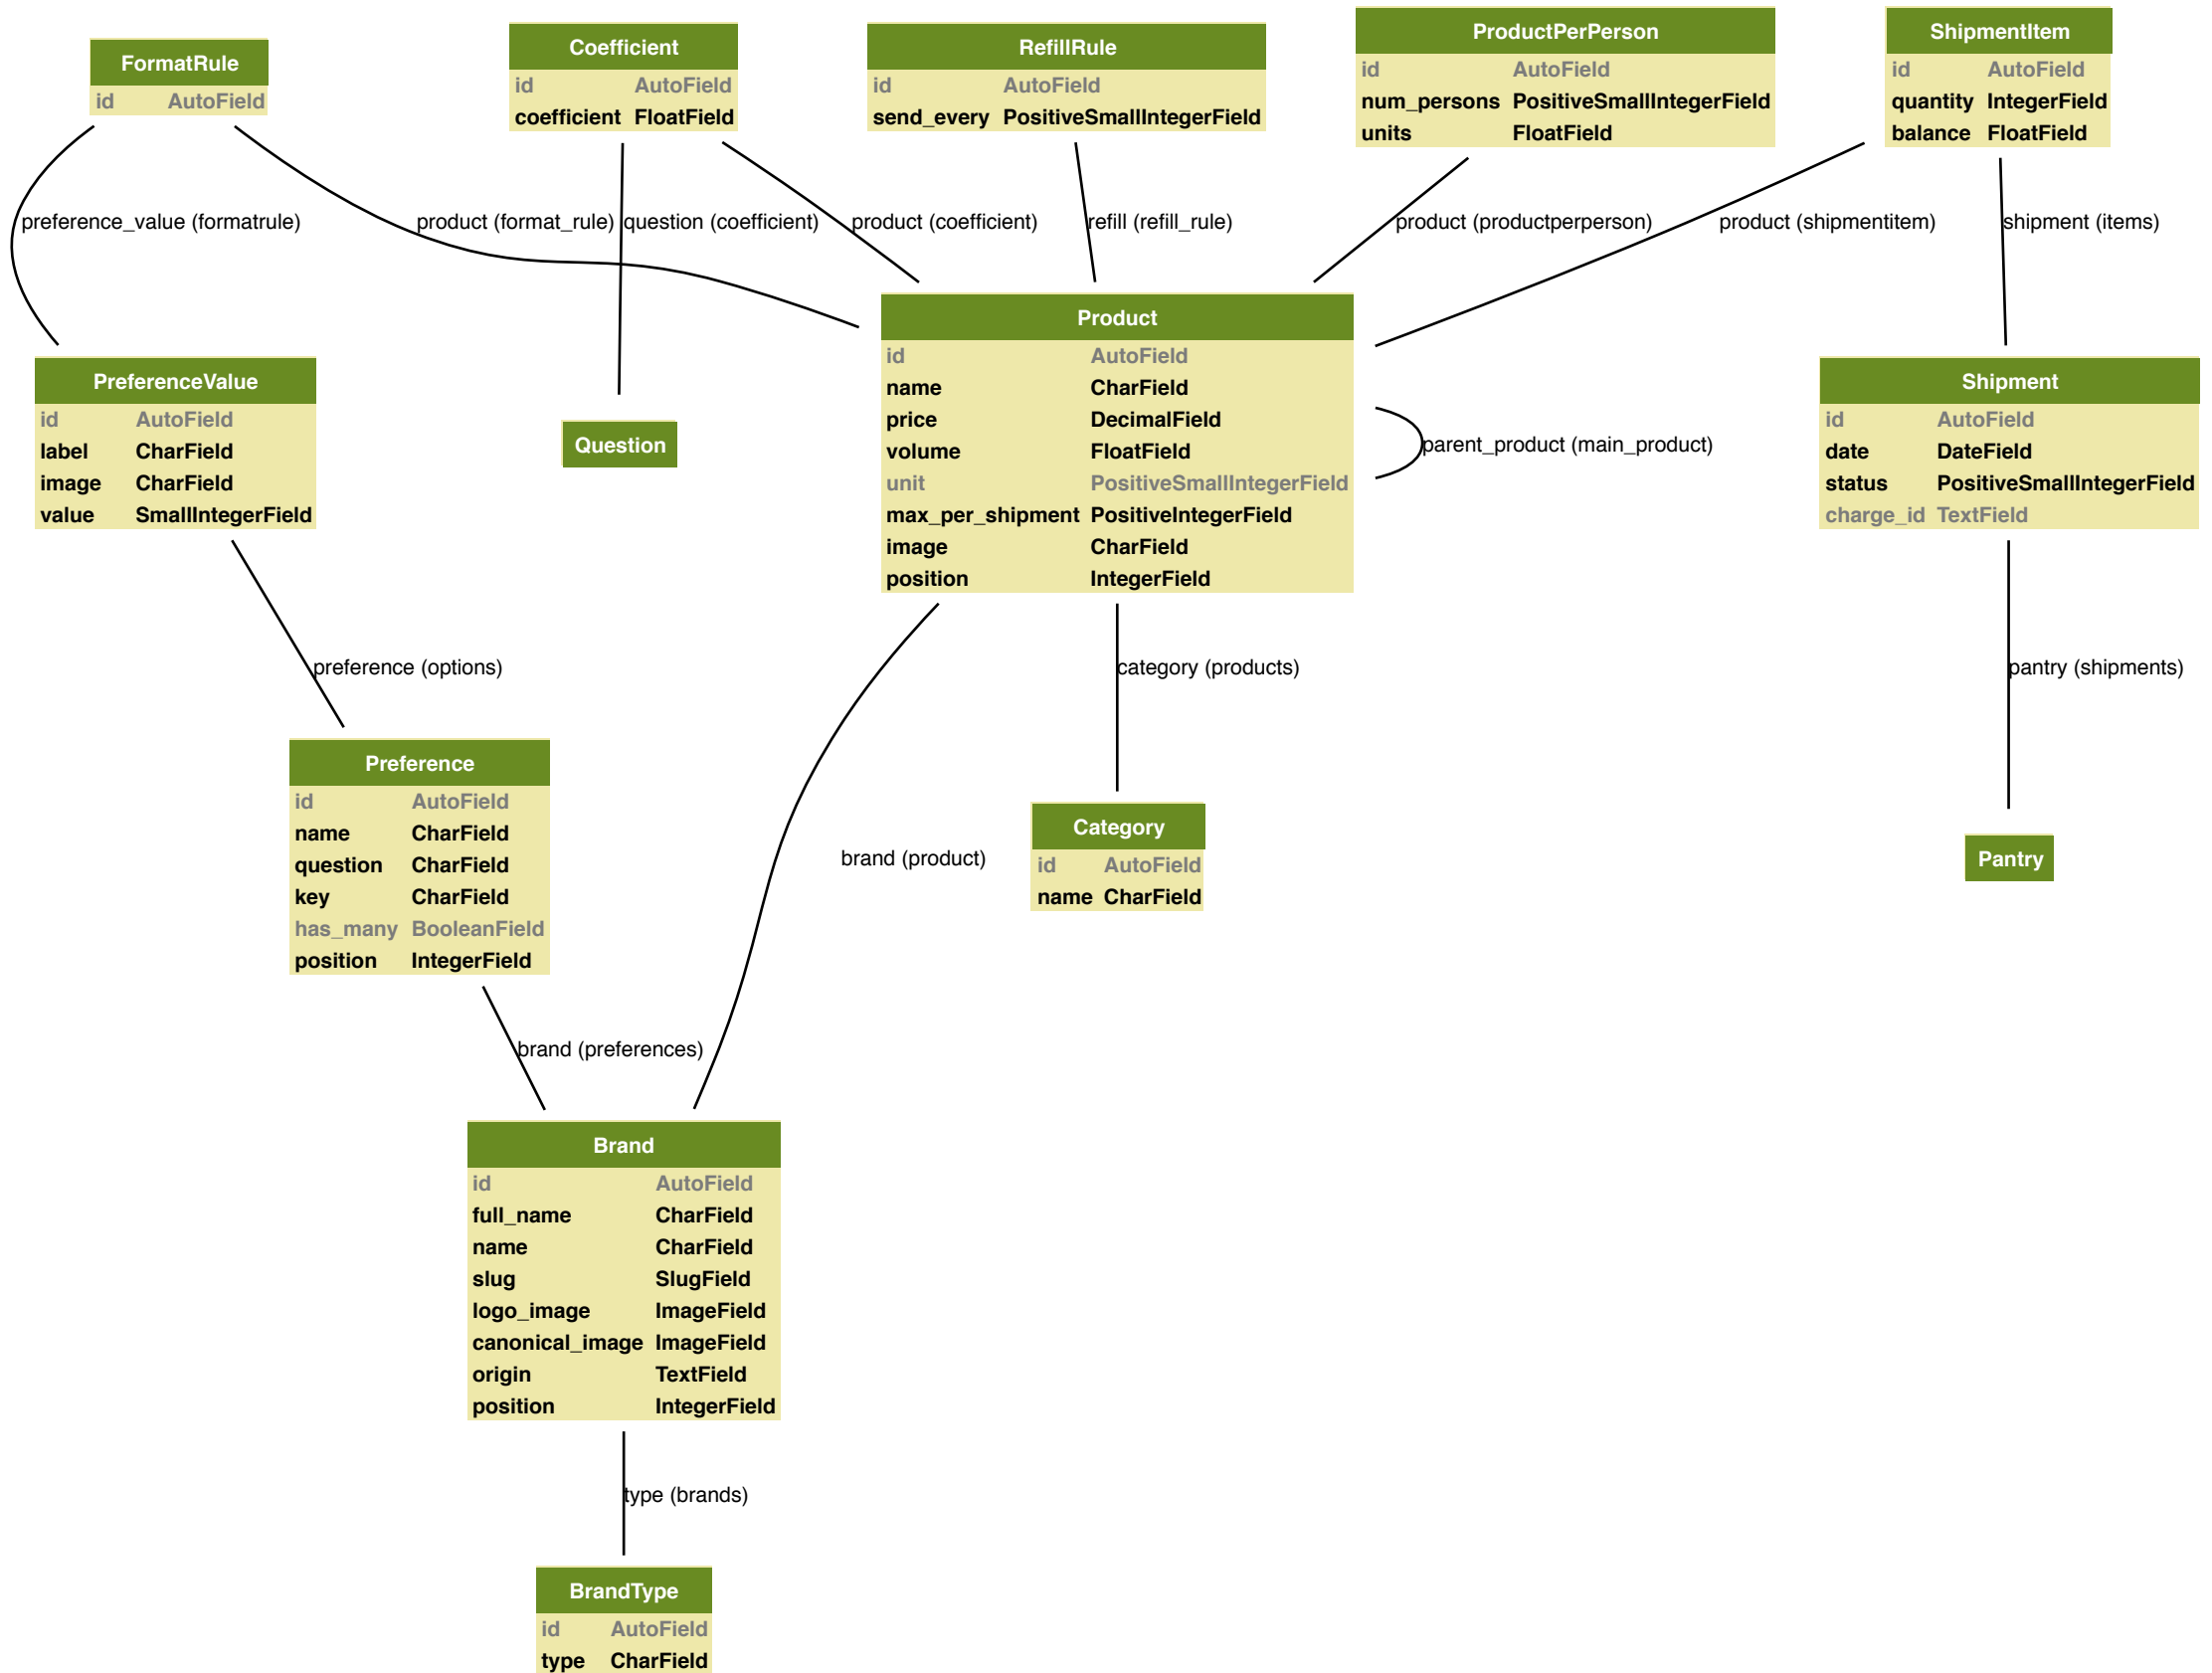 FormatRule
id AutoField
Coefficient
id AutoField
coefficient FloatField
RefillRule
id AutoField
send_every PositiveSmallIntegerField
ProductPerPerson
id AutoField
num_persons PositiveSmallIntegerField
units FloatField
ShipmentItem
id AutoField
quantity IntegerField
balance FloatField
preference_value (formatrule)
product (format_rule)
question (coefficient)
product (coefficient)
refill (refill_rule)
product (productperperson)
product (shipmentitem)
shipment (items)
PreferenceValue
id AutoField
label CharField
image CharField
value SmallIntegerField
Question
Product
id AutoField
name CharField
price DecimalField
volume FloatField
unit PositiveSmallIntegerField
max_per_shipment PositiveIntegerField
image CharField
position IntegerField
parent_product (main_product)
Shipment
id AutoField
date DateField
status PositiveSmallIntegerField
charge_id TextField
preference (options)
category (products)
pantry (shipments)
Preference
id AutoField
name CharField
question CharField
key CharField
has_many BooleanField
position IntegerField
brand (product)
Category
id AutoField
name CharField
Pantry
brand (preferences)
Brand
id AutoField
full_name CharField
name CharField
slug SlugField
logo_image ImageField
canonical_image ImageField
origin TextField
position IntegerField
type (brands)
BrandType
id AutoField
type CharField